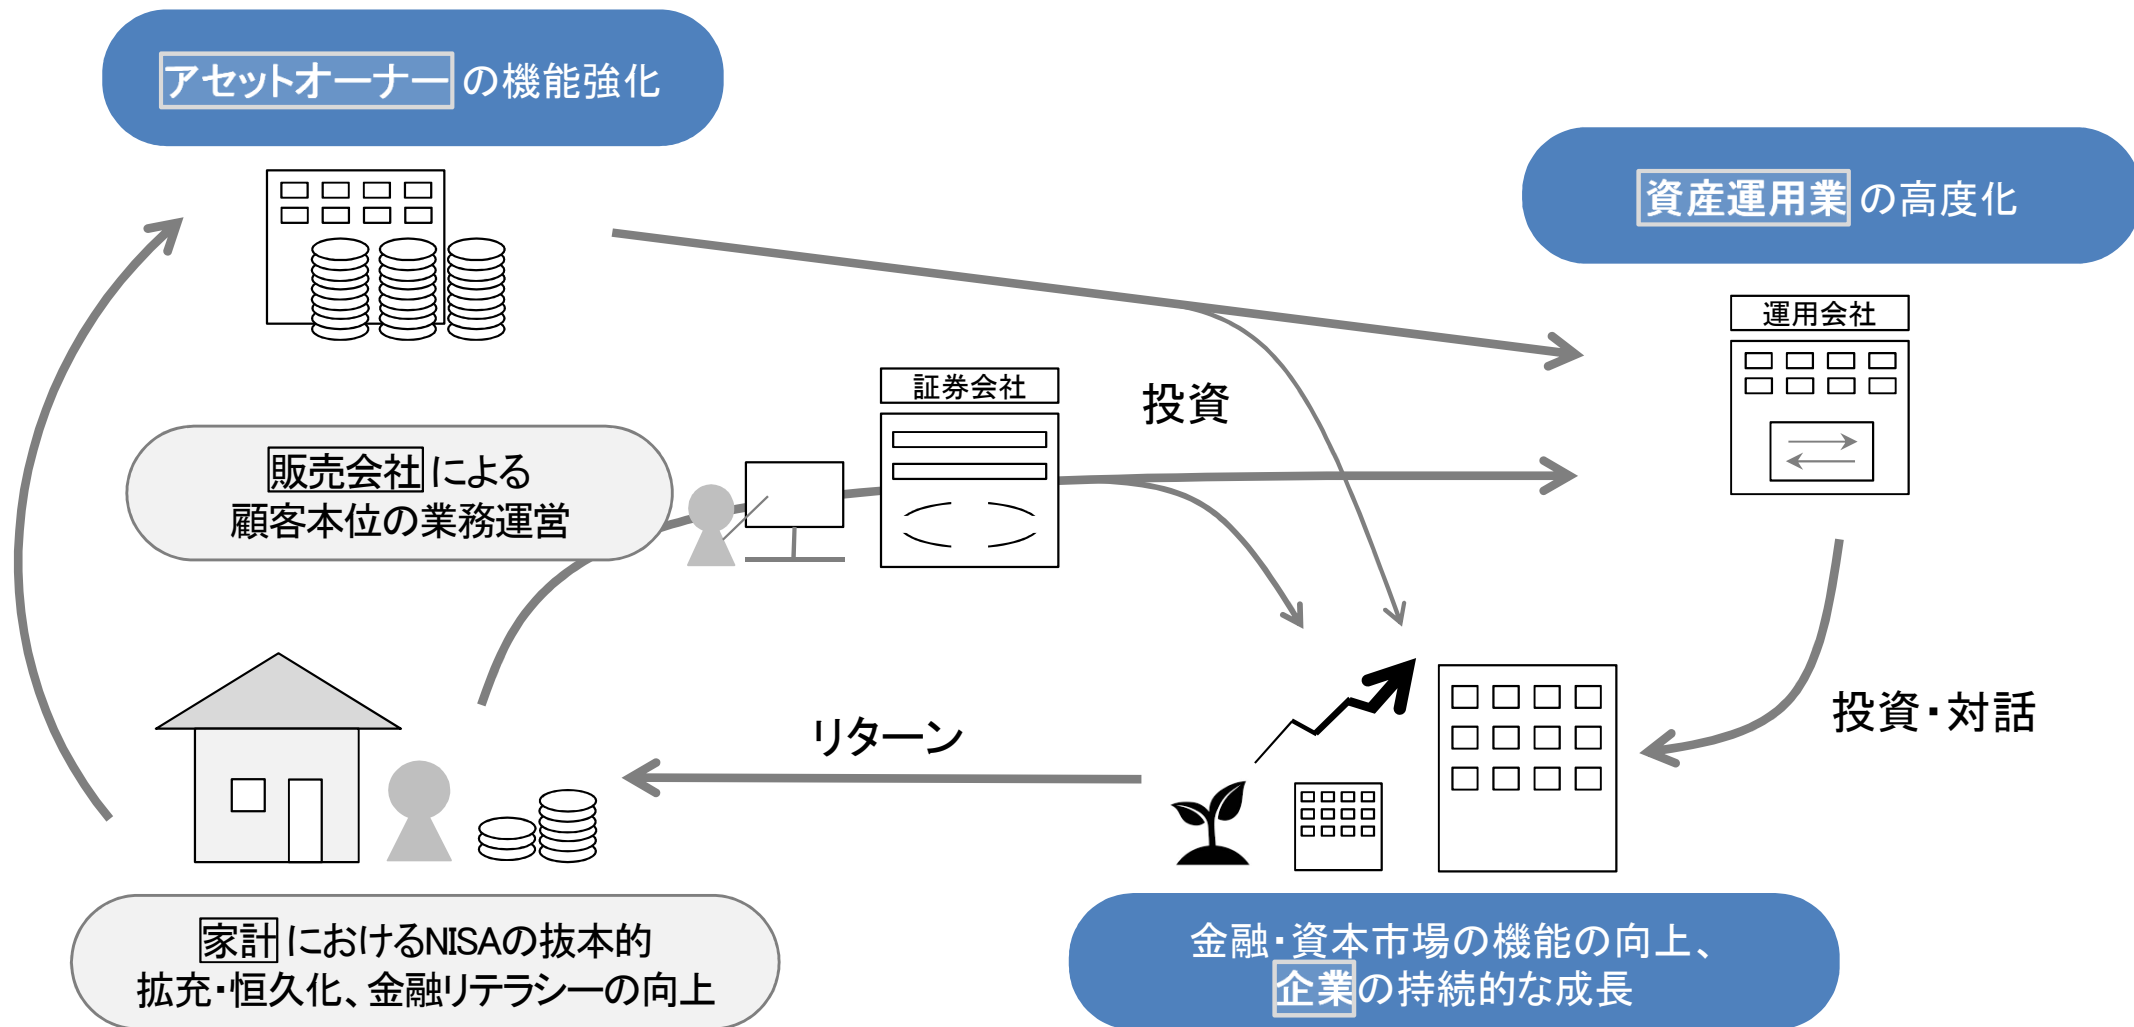 アセットオーナーの機能強化
資産運用業の高度化
運用会社
証券会社
投資
販売会社による
顧客本位の業務運営
投資・対話
リターン
家計におけるNISAの抜本的
拡充・恒久化、金融リテラシーの向上
金融・資本市場の機能の向上、
企業の持続的な成長